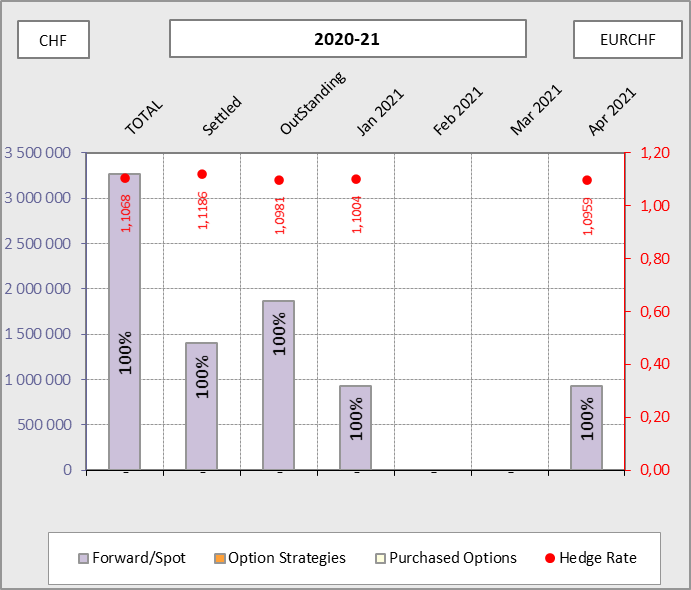 CHF 2020-21 EURCHF
TOTAL Settled OutStanding Jan 2021 Feb 2021 Mar 2021 Apr 2021
3 500 000 1,20
3 000 000 1,00
2 500 000 0,80
2 000 000 0,60
1 500 000 0,40
1 000 000 0,20
500 000 0,00
0
1,1068 1,1186 1,0981 1,1004 1,0959
100% 100% 100% 100% 100%
– – – – – – –
Forward/Spot Option Strategies Purchased Options Hedge Rate